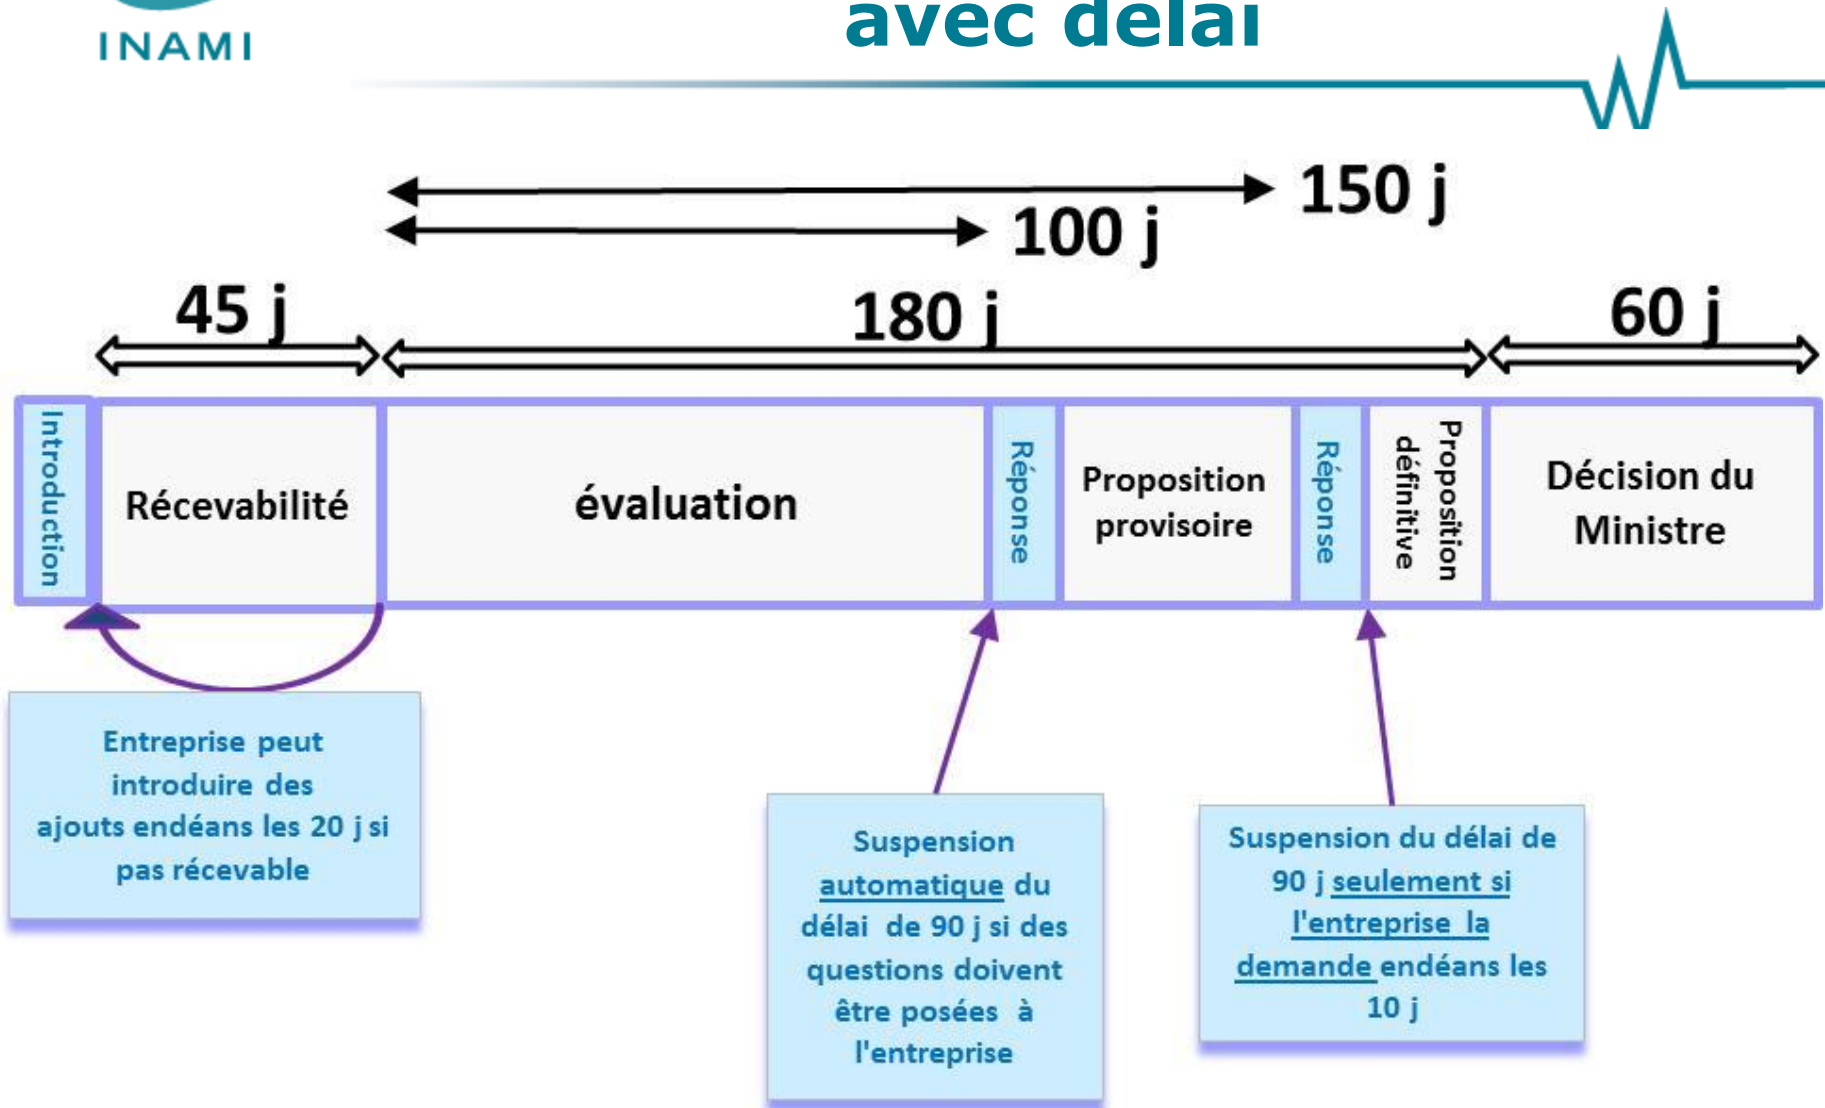 INAMI
avec délai
150 j
100 j
45 j
180 j
60 j
Introduction
Récevabilité
évaluation
Réponse
Proposition
provisoire
Réponse
Proposition
définitive
Décision du
Ministre
Entreprise peut
introduire des
ajouts endéans les 20 j si
pas récevable
Suspension
automatique du
délai de 90 j si des
questions doivent
être posées à
l'entreprise
Suspension du délai de
90 j seulement si
l'entreprise la
demande endéans les
10 j